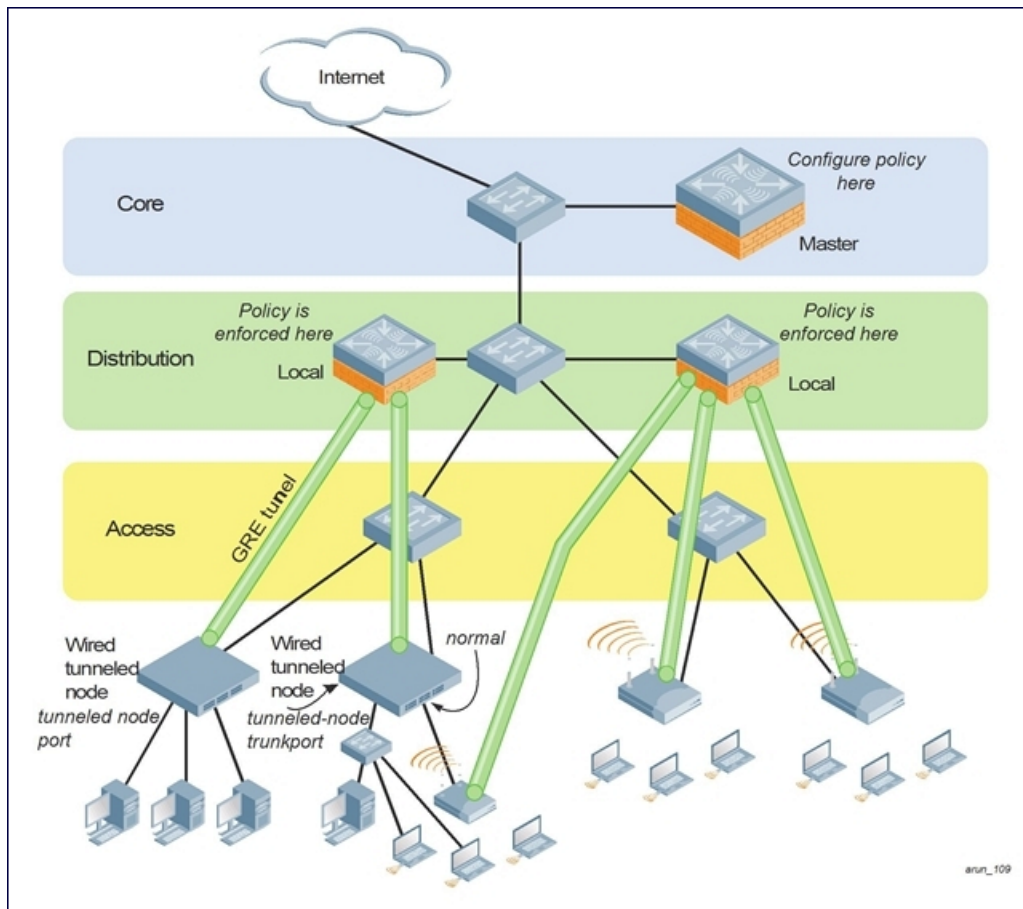 Internet
Configure policy
here
Core
Master
Policy is
enforced here
Policy is
enforced here
Distribution
Local
Local
GRE tunnel
Access
Wired
tunneled
node
tunneled node
port
Wired
tunneled
node
tunneled-node
trunkport
normal
arun_109